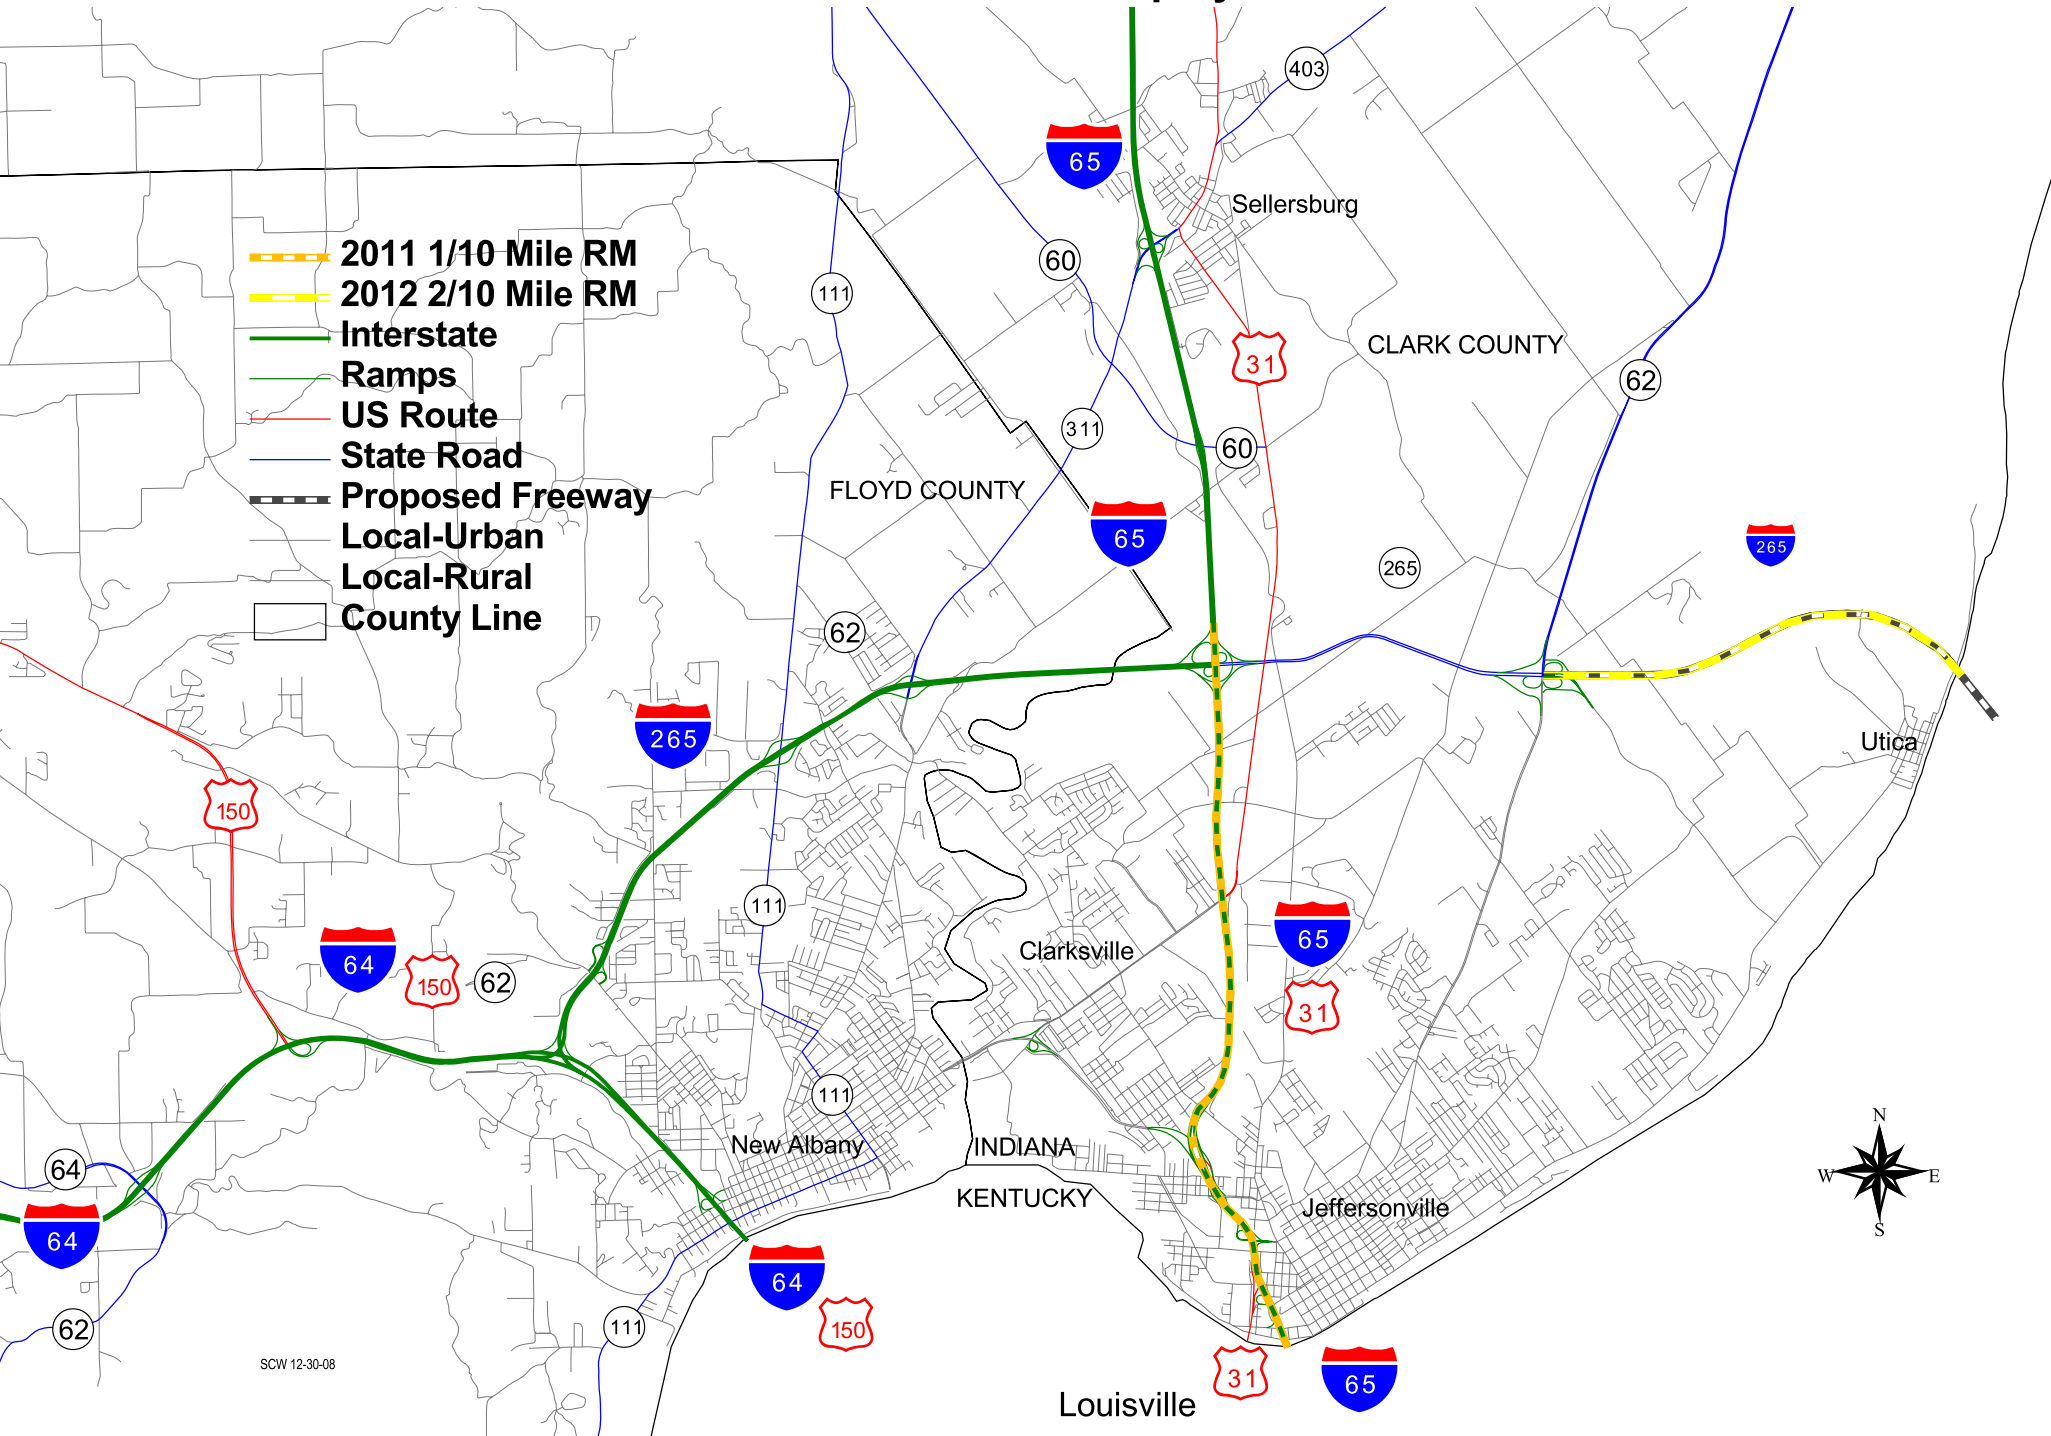 403
65
Sellersburg
60
2011 1/10 Mile RM
2012 2/10 Mile RM
Interstate
Ramps
US Route
State Road
Proposed Freeway
Local-Urban
Local-Rural
County Line
111
31
CLARK COUNTY
62
311
60
FLOYD COUNTY
65
265
265
62
265
Utica
150
111
65
Clarksville
64
150
62
31
111
New Albany
INDIANA
KENTUCKY
Jeffersonville
N
W
E
S
64
64
64
150
62
111
SCW 12-30-08
31
65
Louisville